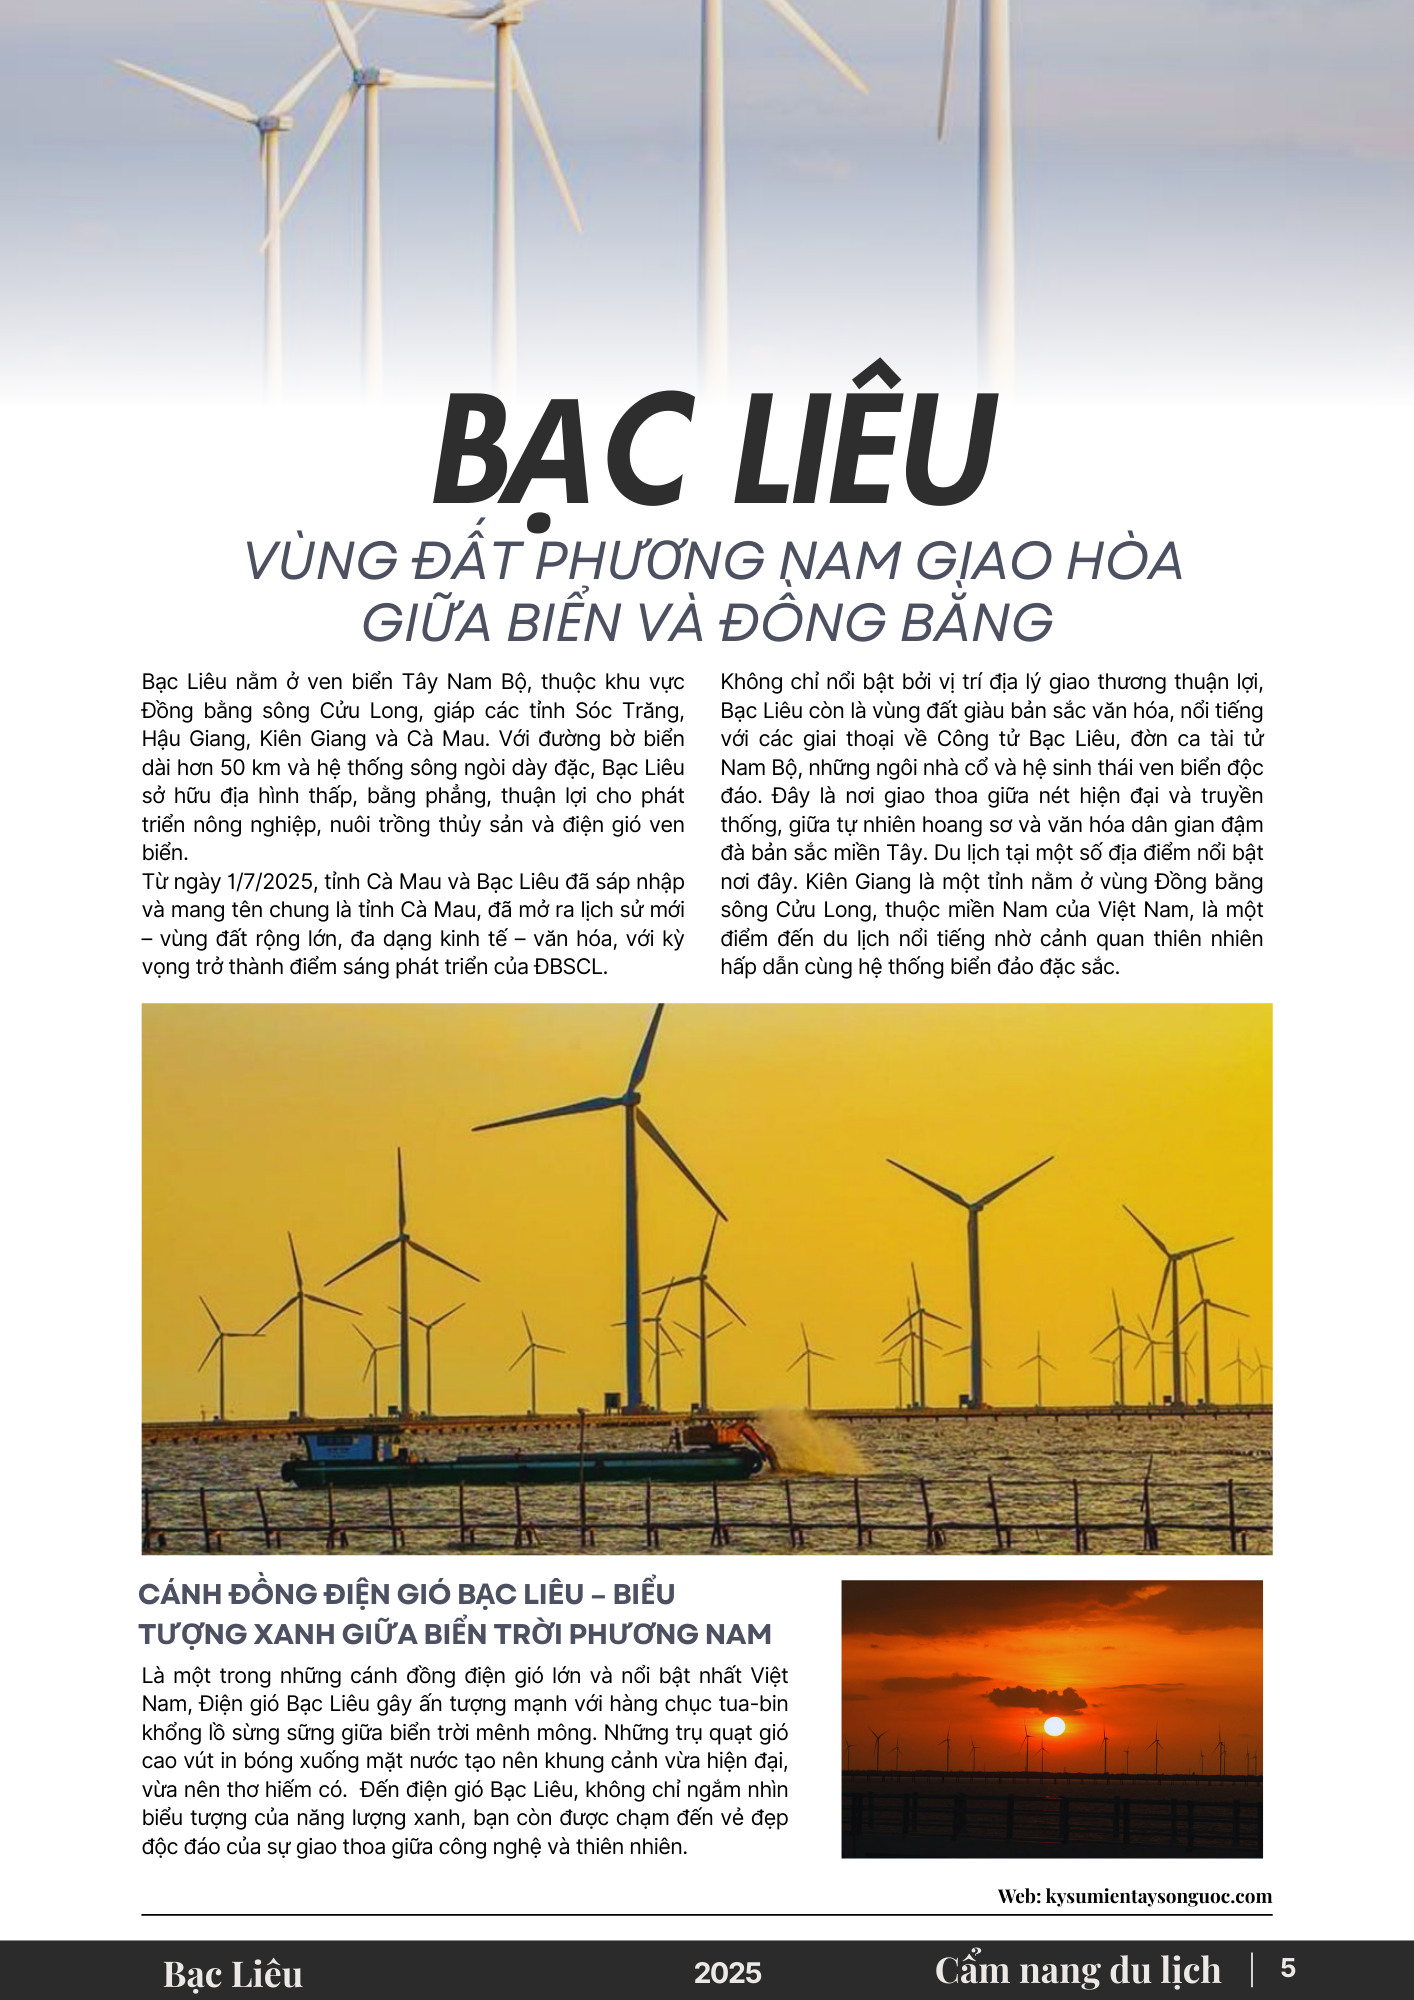 BẠC LIÊU
VÙNG ĐẤT PHƯƠNG NAM GIAO HÒA
GIỮA BIỂN VÀ ĐỒNG BẰNG
Bạc Liêu nằm ở ven biển Tây Nam Bộ, thuộc khu vực
Đồng bằng sông Cửu Long, giáp các tỉnh Sóc Trăng,
Hậu Giang, Kiên Giang và Cà Mau. Với đường bờ biển
dài hơn 50 km và hệ thống sông ngòi dày đặc, Bạc Liêu
sở hữu địa hình thấp, bằng phẳng, thuận lợi cho phát
triển nông nghiệp, nuôi trồng thủy sản và điện gió ven
biển.
Từ ngày 1/7/2025, tỉnh Cà Mau và Bạc Liêu đã sáp nhập
và mang tên chung là tỉnh Cà Mau, đã mở ra lịch sử mới
– vùng đất rộng lớn, đa dạng kinh tế – văn hóa, với kỳ
vọng trở thành điểm sáng phát triển của ĐBSCL.
Không chỉ nổi bật bởi vị trí địa lý giao thương thuận lợi,
Bạc Liêu còn là vùng đất giàu bản sắc văn hóa, nổi tiếng
với các giai thoại về Công tử Bạc Liêu, đờn ca tài tử
Nam Bộ, những ngôi nhà cổ và hệ sinh thái ven biển độc
đáo. Đây là nơi giao thoa giữa nét hiện đại và truyền
thống, giữa tự nhiên hoang sơ và văn hóa dân gian đậm
đà bản sắc miền Tây. Du lịch tại một số địa điểm nổi bật
nơi đây. Kiên Giang là một tỉnh nằm ở vùng Đồng bằng
sông Cửu Long, thuộc miền Nam của Việt Nam, là một
điểm đến du lịch nổi tiếng nhờ cảnh quan thiên nhiên
hấp dẫn cùng hệ thống biển đảo đặc sắc.
CÁNH ĐỒNG ĐIỆN GIÓ BẠC LIÊU – BIỂU
TƯỢNG XANH GIỮA BIỂN TRỜI PHƯƠNG NAM
Là một trong những cánh đồng điện gió lớn và nổi bật nhất Việt
Nam, Điện gió Bạc Liêu gây ấn tượng mạnh với hàng chục tua-bin
khổng lồ sừng sững giữa biển trời mênh mông. Những trụ quạt gió
cao vút in bóng xuống mặt nước tạo nên khung cảnh vừa hiện đại,
vừa nên thơ hiếm có. Đến điện gió Bạc Liêu, không chỉ ngắm nhìn
biểu tượng của năng lượng xanh, bạn còn được chạm đến vẻ đẹp
độc đáo của sự giao thoa giữa công nghệ và thiên nhiên.
Web: kysumientaysonguoc.com
Bạc Liêu
2025
Cẩm nang du lịch | 5